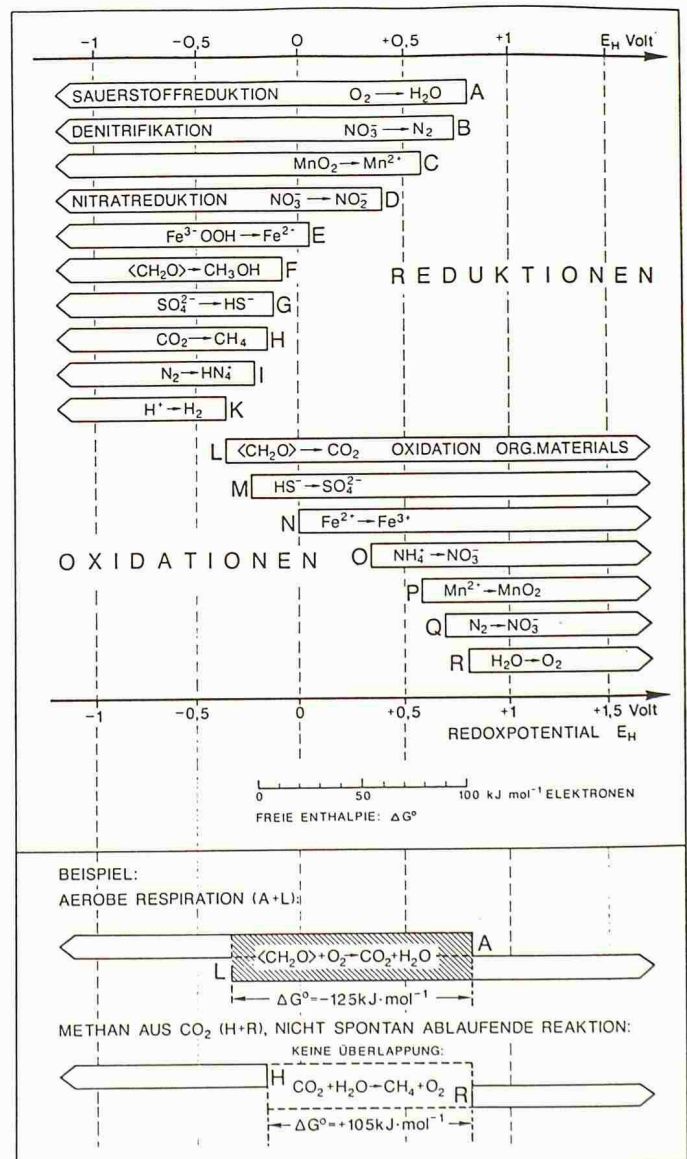 -1 -0,5 0 +0,5 +1 E_H Volt
SAUERSTOFFREDUKTION O₂ → H₂O A
DENITRIFIKATION NO₃⁻ → N₂ B
MnO₂ → Mn²⁺ C
NITRATREDUKTION NO₃⁻ → NO₂⁻ D
Fe³⁻OOH → Fe²⁺ E
⟨CH₂O⟩ → CH₃OH F
REDUKTIONEN
SO₄²⁻ → HS⁻ G
CO₂ → CH₄ H
N₂ → HN₄⁺ I
H⁺ → H₂ K
L ⟨CH₂O⟩ → CO₂ OXIDATION ORG.MATERIALS
M HS⁻ → SO₄²⁻
N Fe²⁺ → Fe³⁺
OXIDATIONEN
O NH₄⁺ → NO₃⁻
P Mn²⁺ → MnO₂
Q N₂ → NO₃⁻
R H₂O → O₂
-1 -0,5 0 +0,5 +1 +1,5 Volt
REDOXPOTENTIAL E_H
0 50 100 kJ mol⁻¹ ELEKTRONEN
FREIE ENTHALPIE: ΔG°
BEISPIEL:
AEROBE RESPIRATION (A+L):
A
⟨CH₂O⟩+O₂→CO₂+H₂O
L
ΔG°=-125kJ·mol⁻¹
METHAN AUS CO₂ (H+R), NICHT SPONTAN ABLAUFENDE REAKTION:
KEINE ÜBERLAPPUNG:
H
CO₂+H₂O→CH₄+O₂ R
ΔG°=+105kJ·mol⁻¹